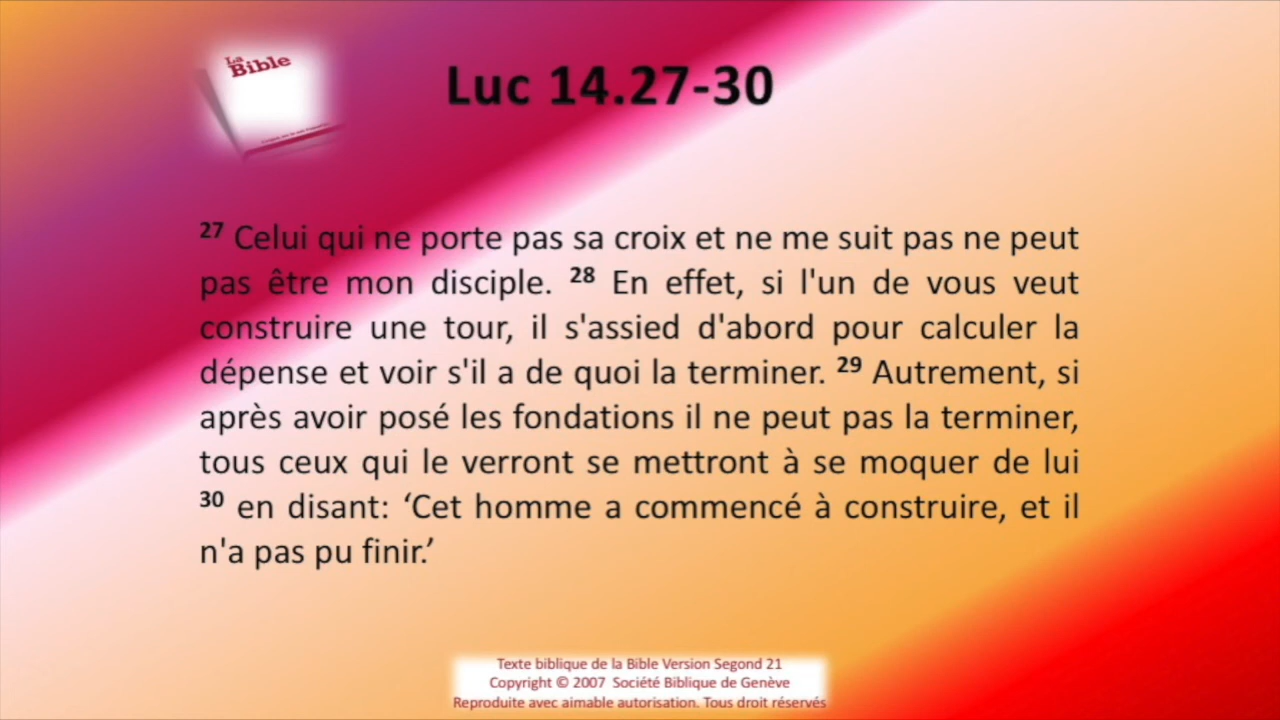 La
Bible
Luc 14.27-30
27 Celui qui ne porte pas sa croix et ne me suit pas ne peut
pas être mon disciple. 28 En effet, si l'un de vous veut
construire une tour, il s'assied d'abord pour calculer la
dépense et voir s'il a de quoi la terminer. 29 Autrement, si
après avoir posé les fondations il ne peut pas la terminer,
tous ceux qui le verront se mettront à se moquer de lui
30 en disant: ‘Cet homme a commencé à construire, et il
n'a pas pu finir.’
Texte biblique de la Bible Version Segond 21
Copyright © 2007 Société Biblique de Genève
Reproduite avec aimable autorisation. Tous droit réservés